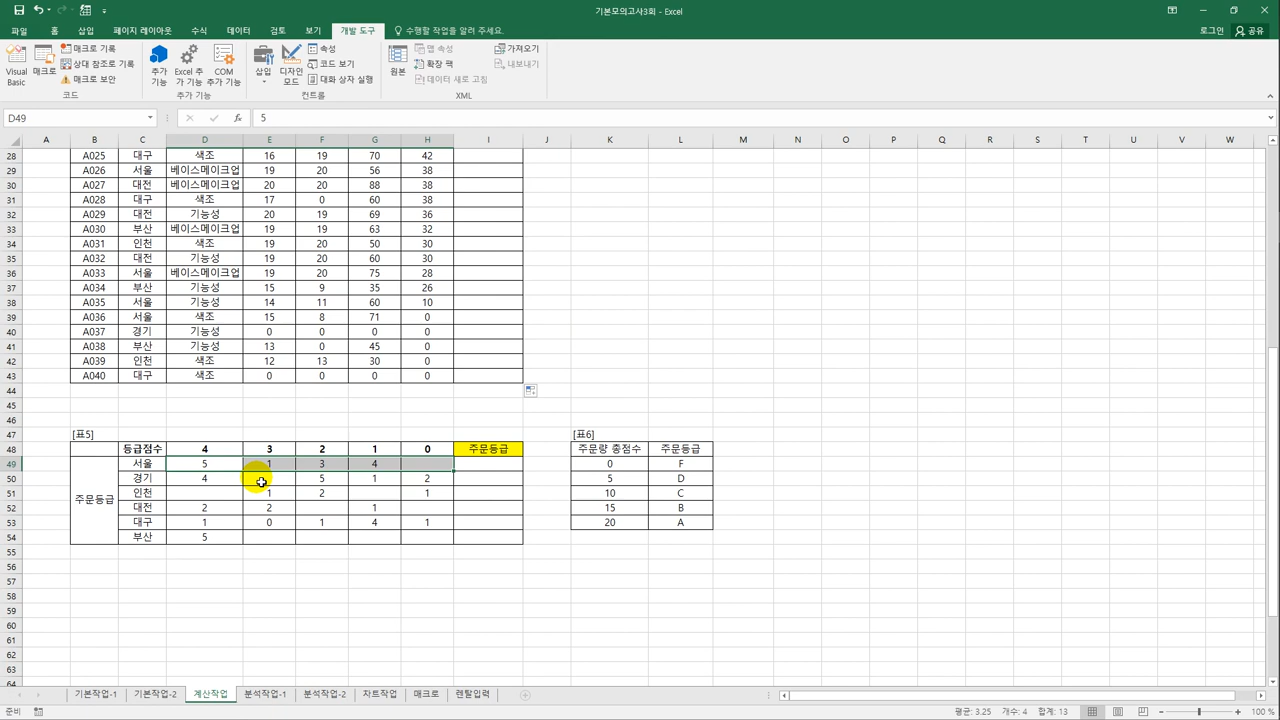 기본모의고사3회 - Excel
파일 홈 삽입 페이지 레이아웃 수식 데이터 검토 보기 개발 도구 수행할 작업을 알려 주세요. 로그인 공유
Visual Basic 매크로 매크로 기록 상대 참조로 기록 매크로 보안 추가 기능 Excel 추가 기능 COM 추가 기능 삽입 디자인 모드 속성 코드 보기 대화 상자 실행 원본 맵 속성 확장 팩 데이터 새로 고침 가져오기 내보내기
코드 추가 기능 컨트롤 XML
D49 fx 5
A B C D E F G H I J K L M N O P Q R S T U V W
28 A025 대구 색조 16 19 70 42
29 A026 서울 베이스메이크업 19 20 56 38
30 A027 대전 베이스메이크업 20 20 88 38
31 A028 대구 색조 17 0 60 38
32 A029 대전 기능성 20 19 69 36
33 A030 부산 베이스메이크업 19 19 63 32
34 A031 인천 색조 19 20 50 30
35 A032 대전 기능성 19 20 60 30
36 A033 서울 베이스메이크업 19 20 75 28
37 A034 부산 기능성 15 9 35 26
38 A035 서울 기능성 14 11 60 10
39 A036 서울 색조 15 8 71 0
40 A037 경기 기능성 0 0 0 0
41 A038 부산 기능성 13 0 45 0
42 A039 인천 색조 12 13 30 0
43 A040 대구 색조 0 0 0 0
44
45
46
47 [표5] [표6]
48 등급점수 4 3 2 1 0 주문등급 주문량 총점수 주문등급
49 서울 5 1 3 4 0 F
50 경기 4 5 1 2 5 D
51 주문등급 인천 1 2 1 10 C
52 대전 2 2 1 15 B
53 대구 1 0 1 4 1 20 A
54 부산 5
55
56
57
58
59
60
61
62
63
64
기본작업-1 기본작업-2 계산작업 분석작업-1 분석작업-2 차트작업 매크로 렌탈입력
준비 평균: 3.25 개수: 4 합계: 13 100 %